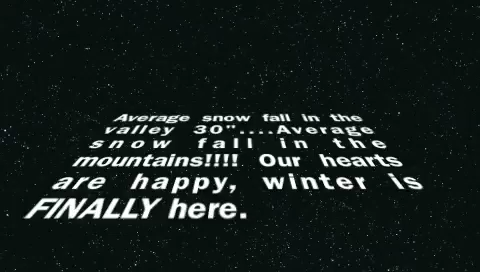 Average snow fall in the
valley 30"....Average
snow fall in the
mountains!!!! Our hearts
are happy, winter is
FINALLY here.